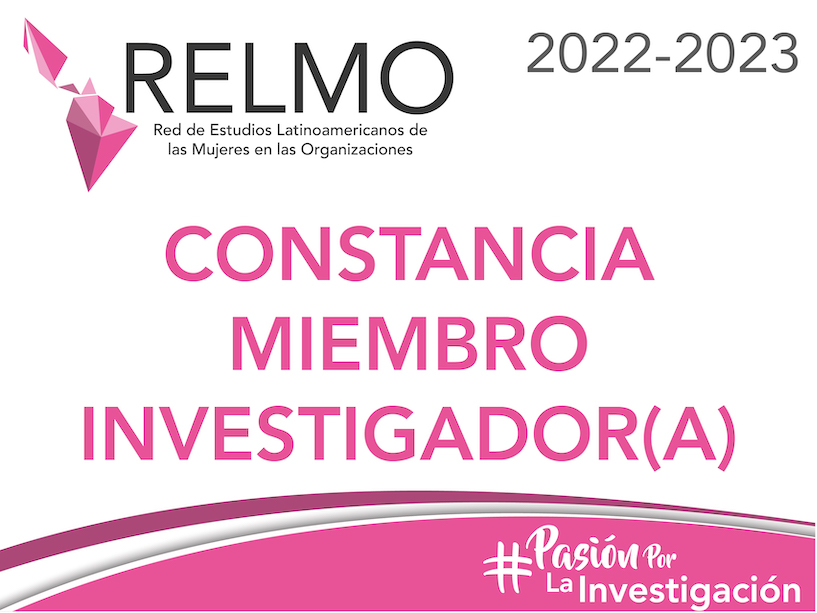 RELMO
2022-2023
Red de Estudios Latinoamericanos de
las Mujeres en las Organizaciones
CONSTANCIA
MIEMBRO
INVESTIGADOR(A)
#Pasión Por
La Investigación